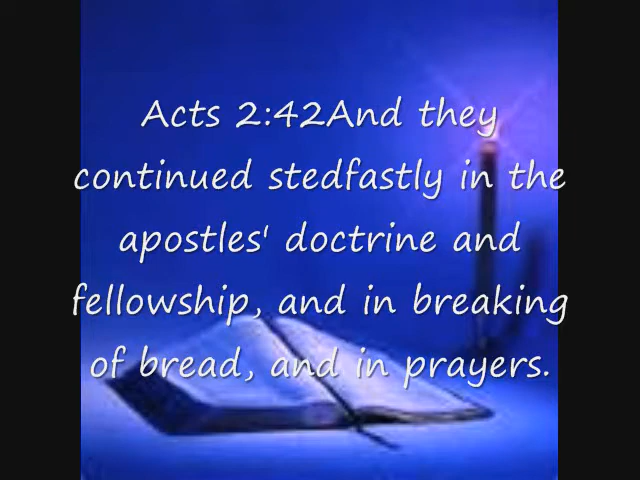 Acts 2:42And they
continued stedfastly in the
apostles' doctrine and
fellowship, and in breaking
of bread, and in prayers.